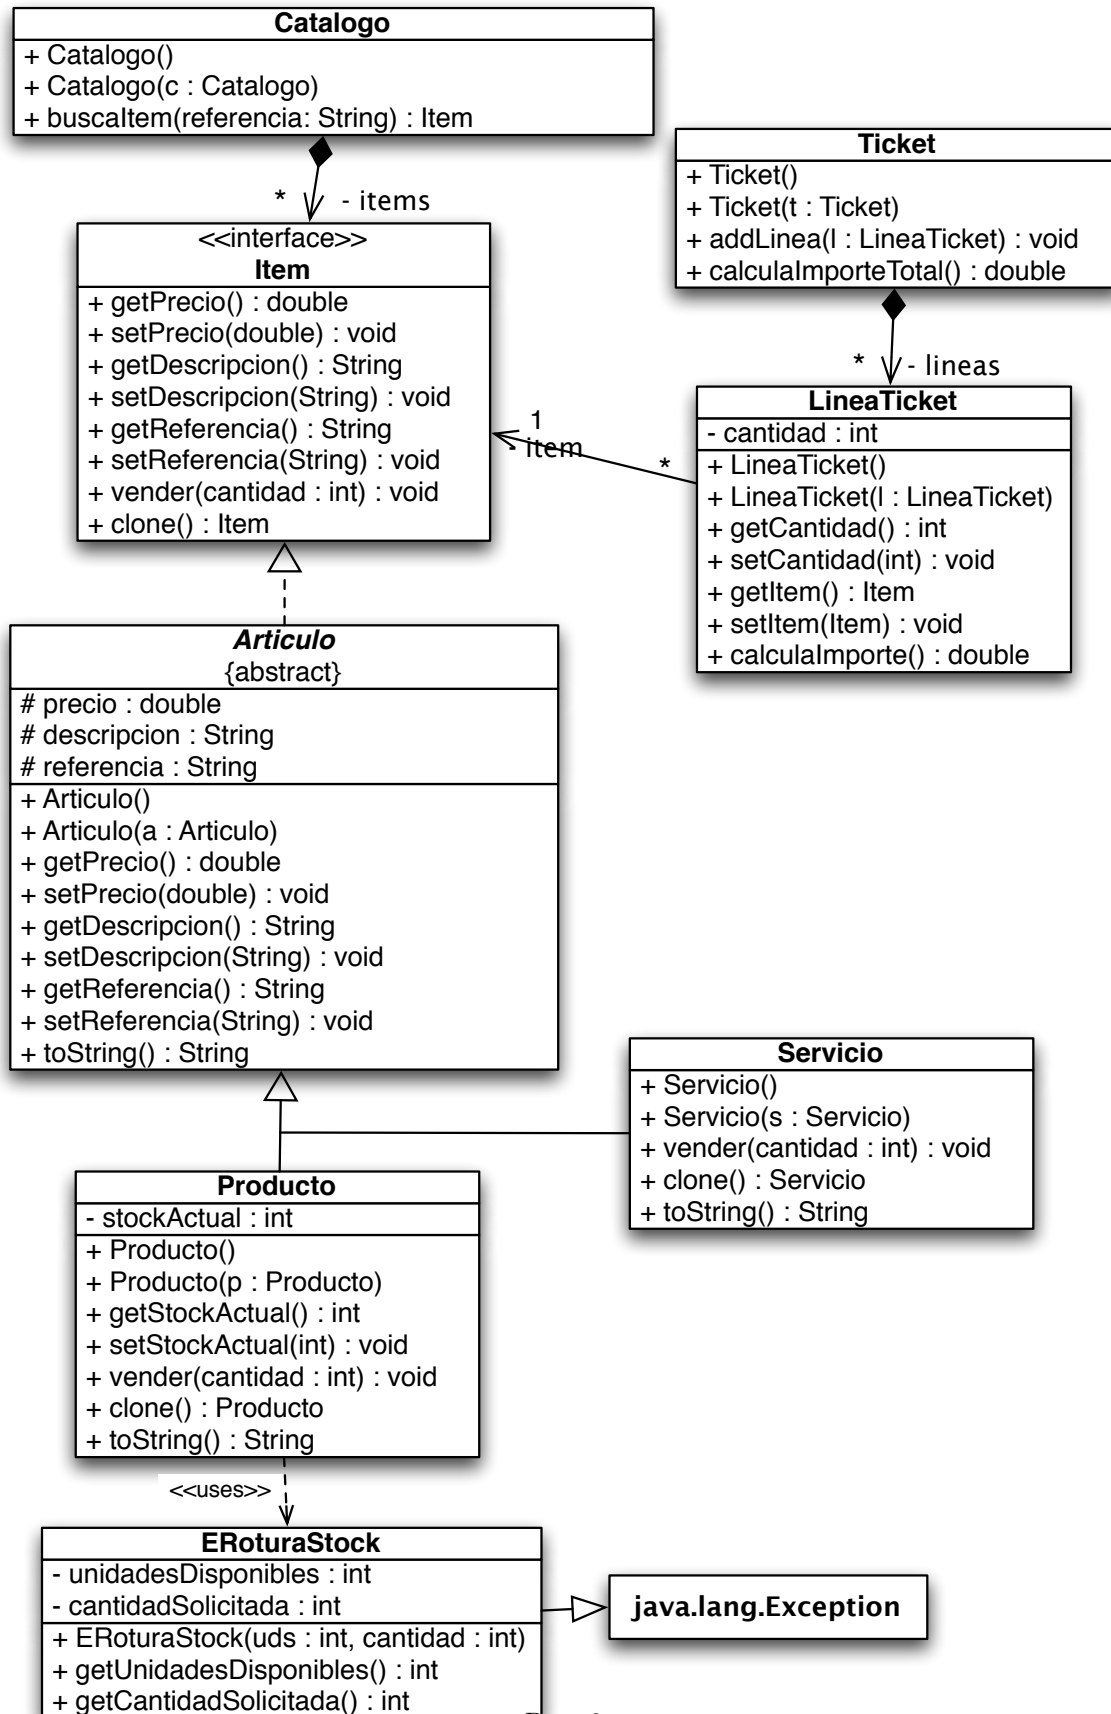 Catalogo
+ Catalogo()
+ Catalogo(c : Catalogo)
+ buscaItem(referencia: String) : Item
* - items
<<interface>>
Item
+ getPrecio() : double
+ setPrecio(double) : void
+ getDescripcion() : String
+ setDescripcion(String) : void
+ getReferencia() : String
+ setReferencia(String) : void
+ vender(cantidad : int) : void
+ clone() : Item
Ticket
+ Ticket()
+ Ticket(t : Ticket)
+ addLinea(l : LineaTicket) : void
+ calculaImporteTotal() : double
* - lineas
LineaTicket
- cantidad : int
+ LineaTicket()
+ LineaTicket(l : LineaTicket)
+ getCantidad() : int
+ setCantidad(int) : void
+ getItem() : Item
+ setItem(Item) : void
+ calculaImporte() : double
1
- item
*
Articulo
{abstract}
# precio : double
# descripcion : String
# referencia : String
+ Articulo()
+ Articulo(a : Articulo)
+ getPrecio() : double
+ setPrecio(double) : void
+ getDescripcion() : String
+ setDescripcion(String) : void
+ getReferencia() : String
+ setReferencia(String) : void
+ toString() : String
Servicio
+ Servicio()
+ Servicio(s : Servicio)
+ vender(cantidad : int) : void
+ clone() : Servicio
+ toString() : String
Producto
- stockActual : int
+ Producto()
+ Producto(p : Producto)
+ getStockActual() : int
+ setStockActual(int) : void
+ vender(cantidad : int) : void
+ clone() : Producto
+ toString() : String
<<uses>>
ERoturaStock
- unidadesDisponibles : int
- cantidadSolicitada : int
+ ERoturaStock(uds : int, cantidad : int)
+ getUnidadesDisponibles() : int
+ getCantidadSolicitada() : int
java.lang.Exception